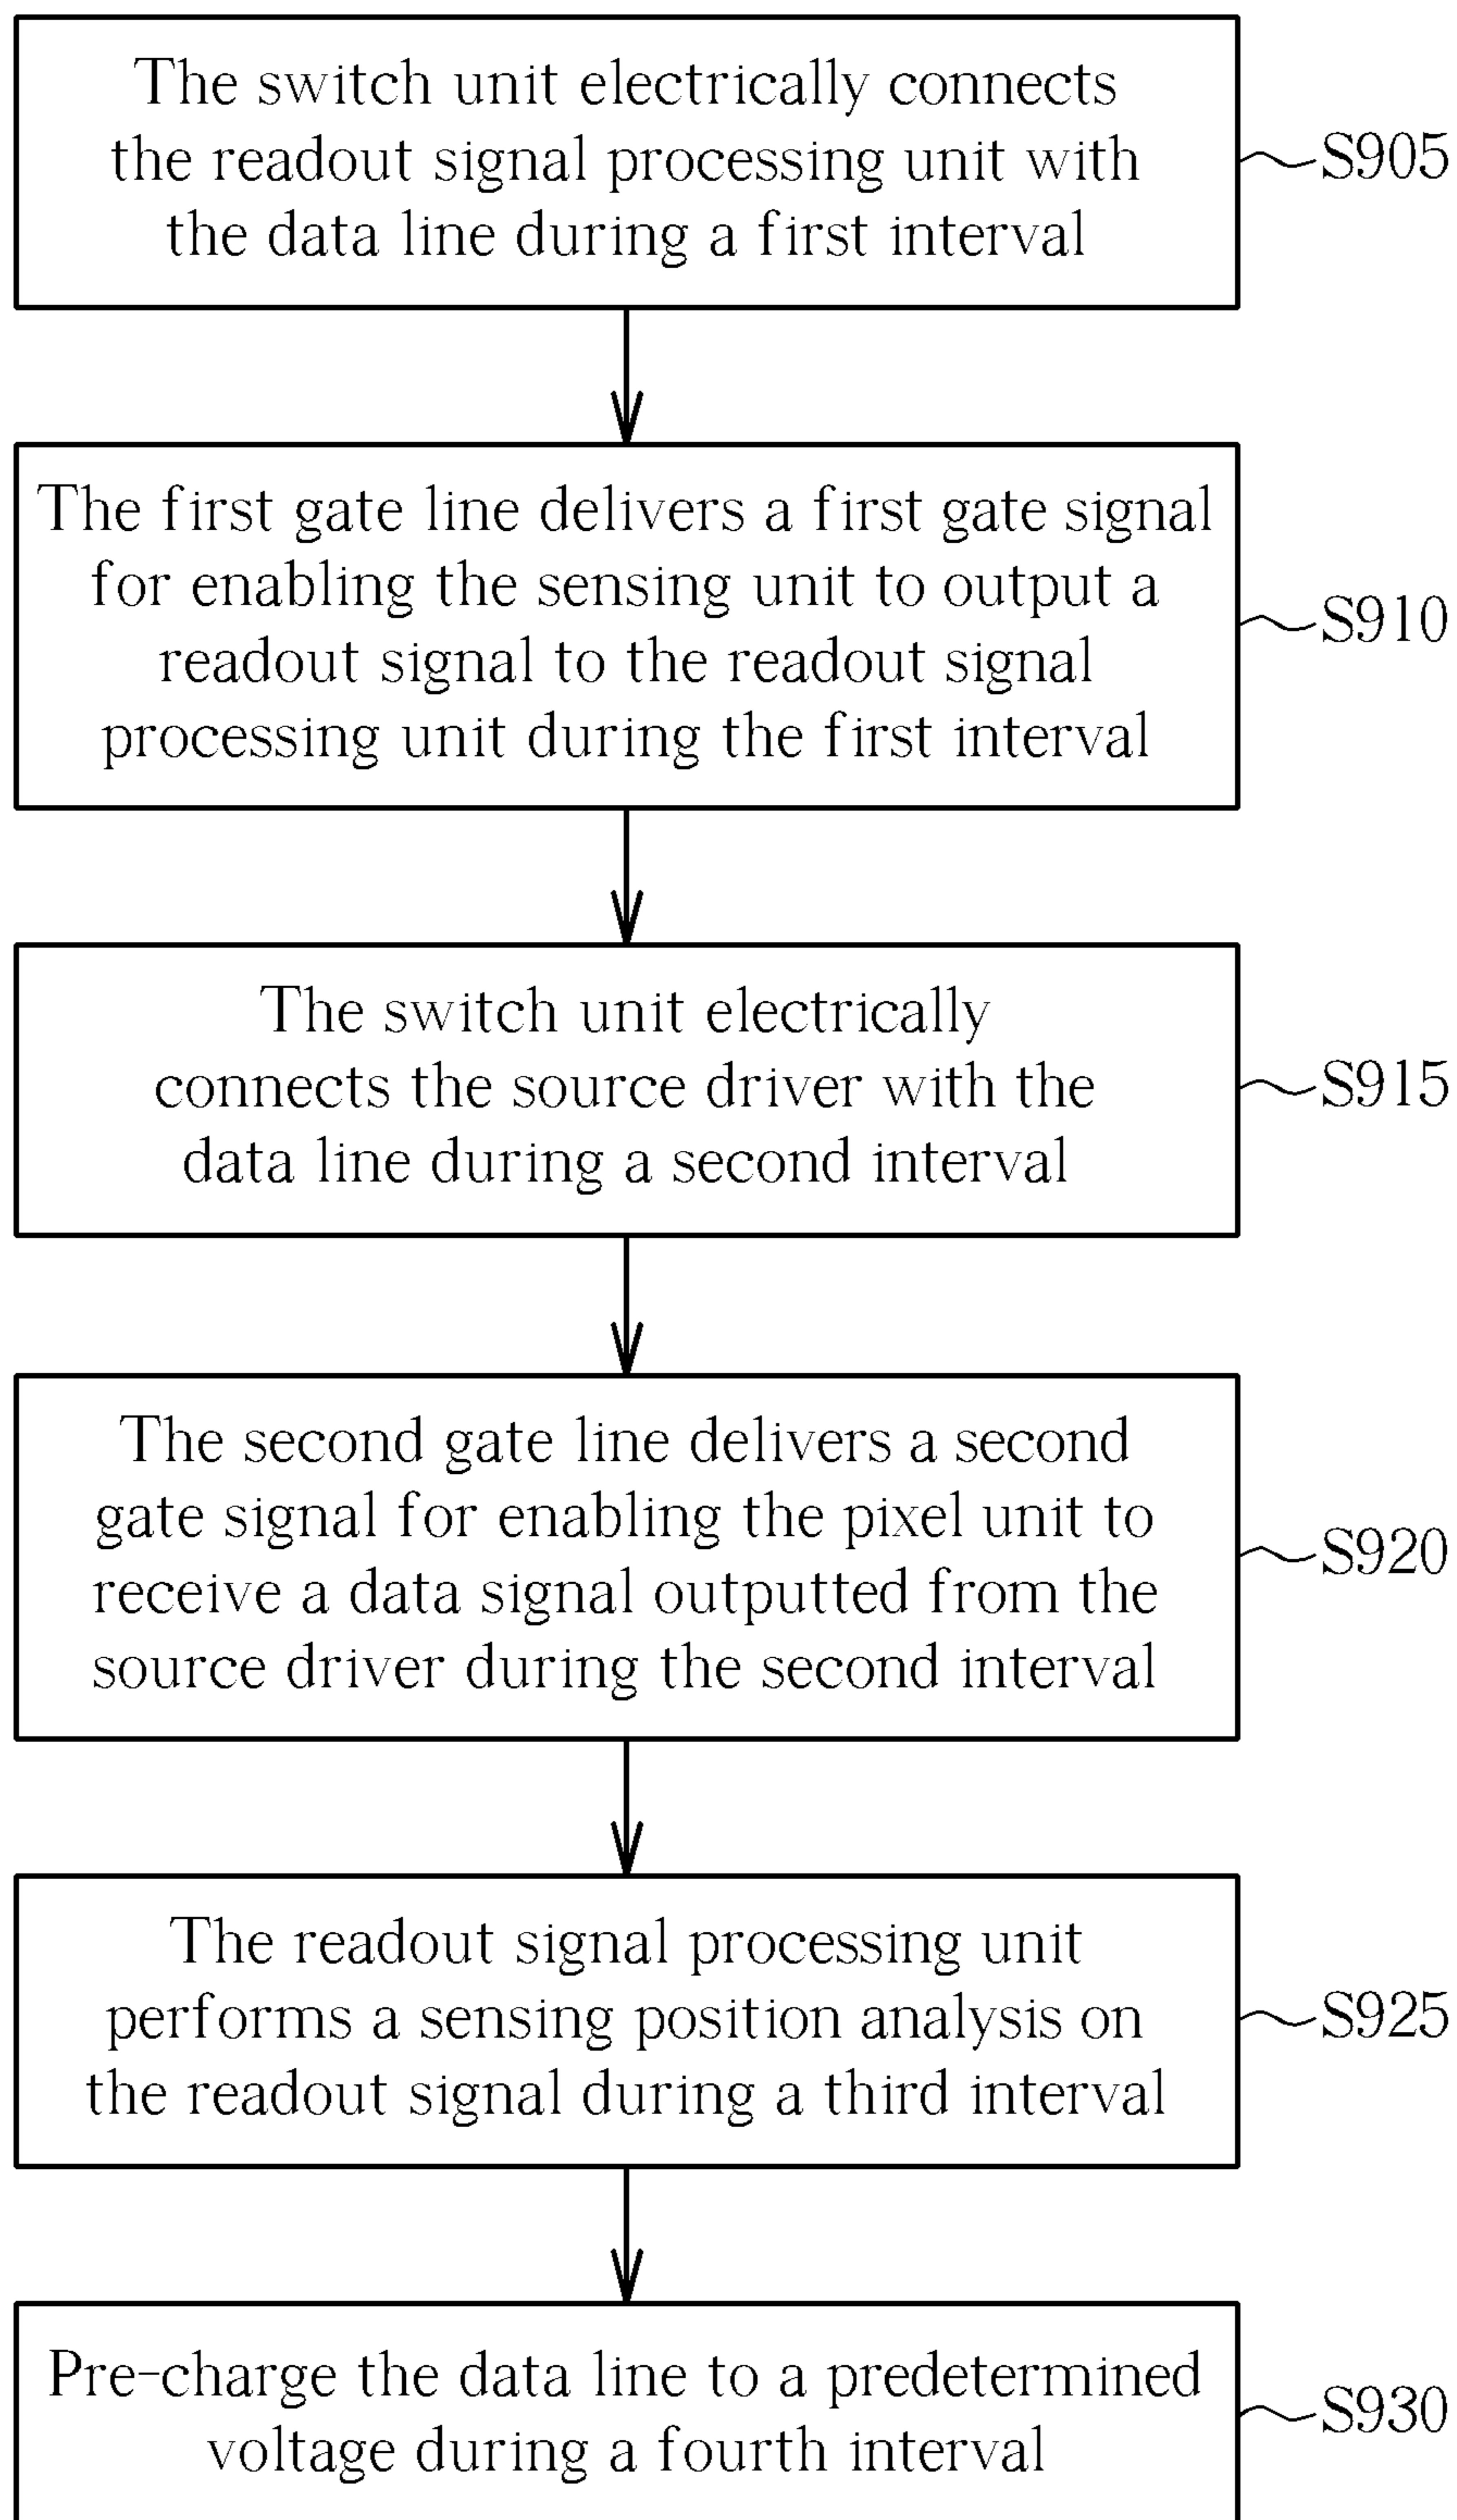 The switch unit electrically connects
the readout signal processing unit with
the data line during a first interval
S905
The first gate line delivers a first gate signal
for enabling the sensing unit to output a
readout signal to the readout signal
processing unit during the first interval
S910
The switch unit electrically
connects the source driver with the
data line during a second interval
S915
The second gate line delivers a second
gate signal for enabling the pixel unit to
receive a data signal outputted from the
source driver during the second interval
S920
The readout signal processing unit
performs a sensing position analysis on
the readout signal during a third interval
S925
Pre-charge the data line to a predetermined
voltage during a fourth interval
S930